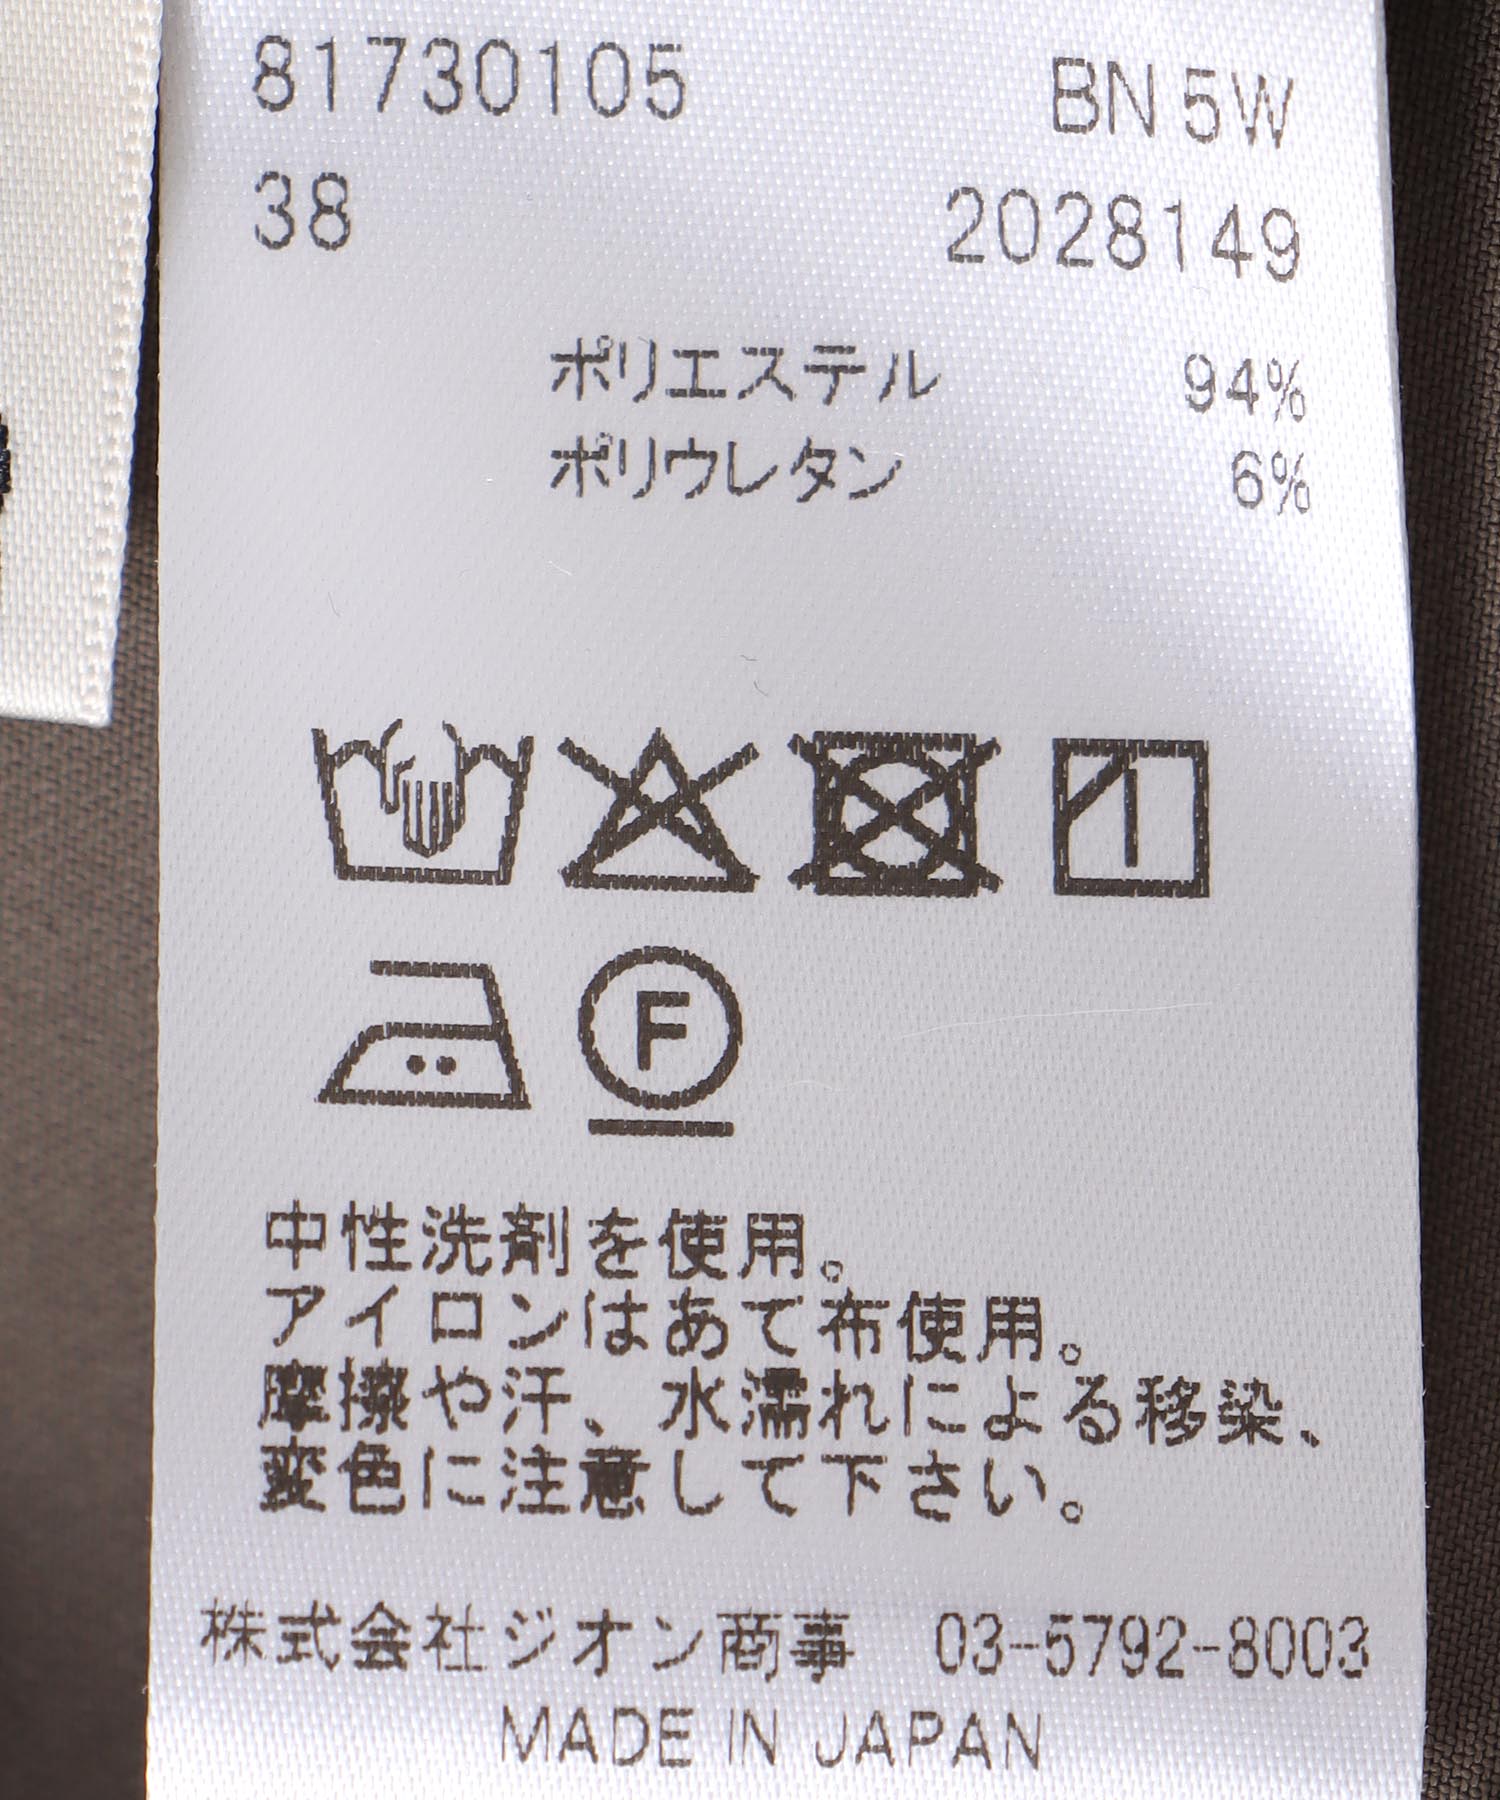 81730105 BN 5W
38 2028149
ポリエステル 94%
ポリウレタン 6%
F
中性洗剤を使用。
アイロンはあて布使用。
摩擦や汗、水濡れによる移染、
変色に注意して下さい。
株式会社ジオン商事 03-5792-8003
MADE IN JAPAN